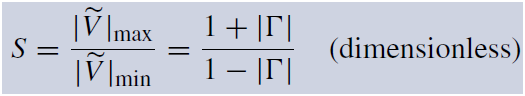 S = |Ṽ|max / |Ṽ|min = 1 + |Γ| / 1 − |Γ| (dimensionless)